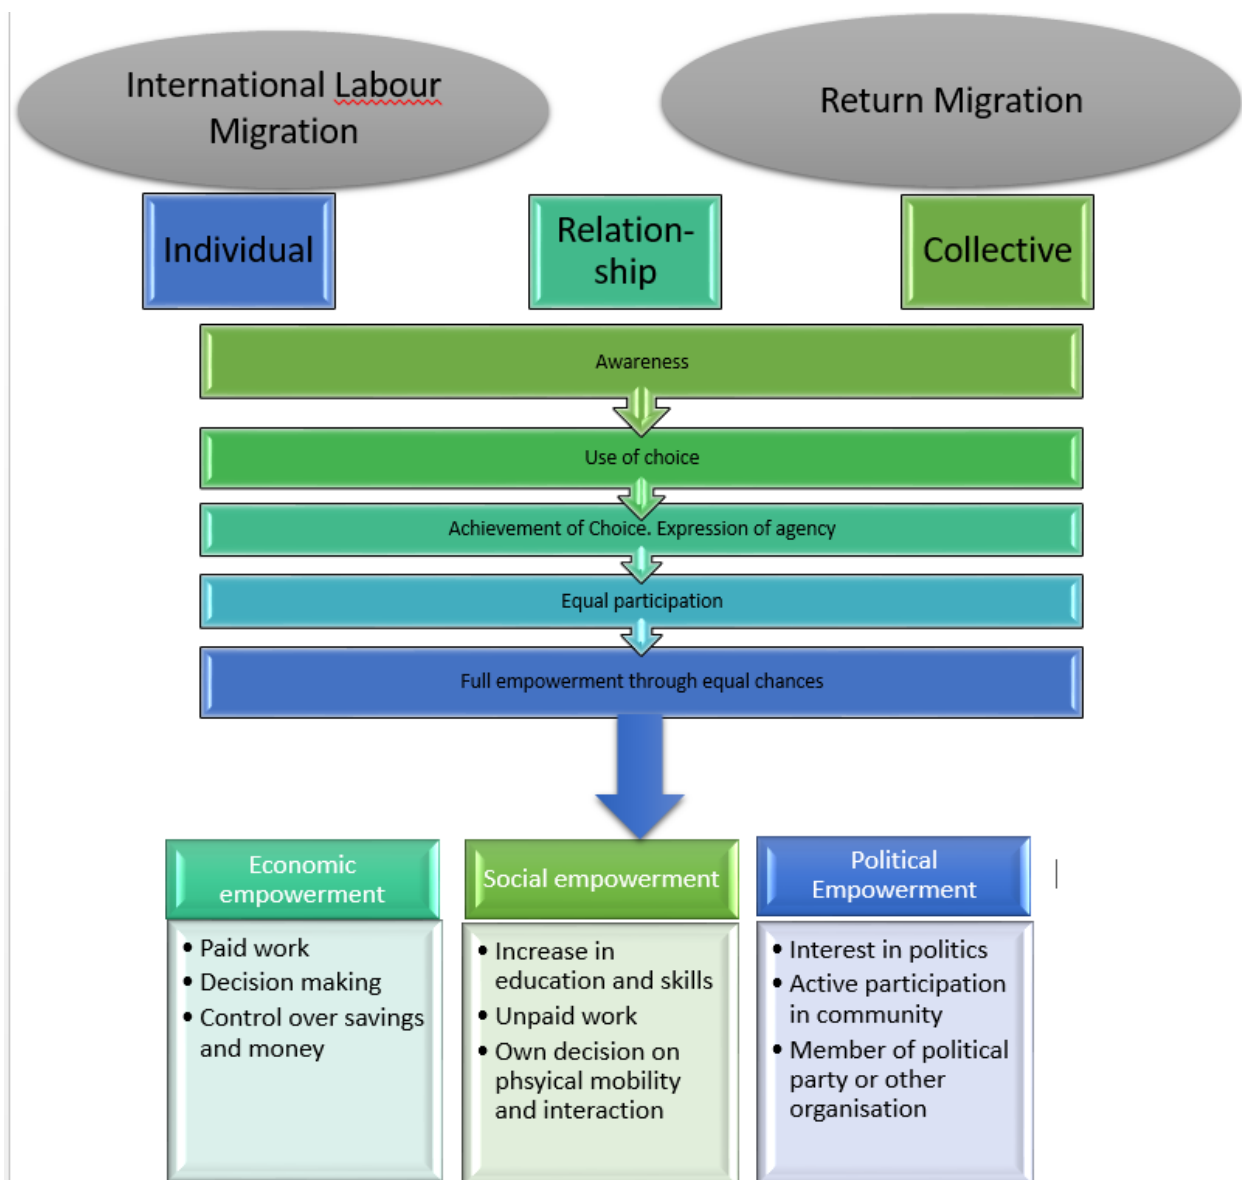 International Labour
Migration
Return Migration
Individual
Relation-
ship
Collective
Awareness
Use of choice
Achievement of Choice. Expression of agency
Equal participation
Full empowerment through equal chances
Economic
empowerment
• Paid work
• Decision making
• Control over savings
and money
Social empowerment
• Increase in
education and skills
• Unpaid work
• Own decision on
phsyical mobility
and interaction
Political
Empowerment
• Interest in politics
• Active participation
in community
• Member of political
party or other
organisation